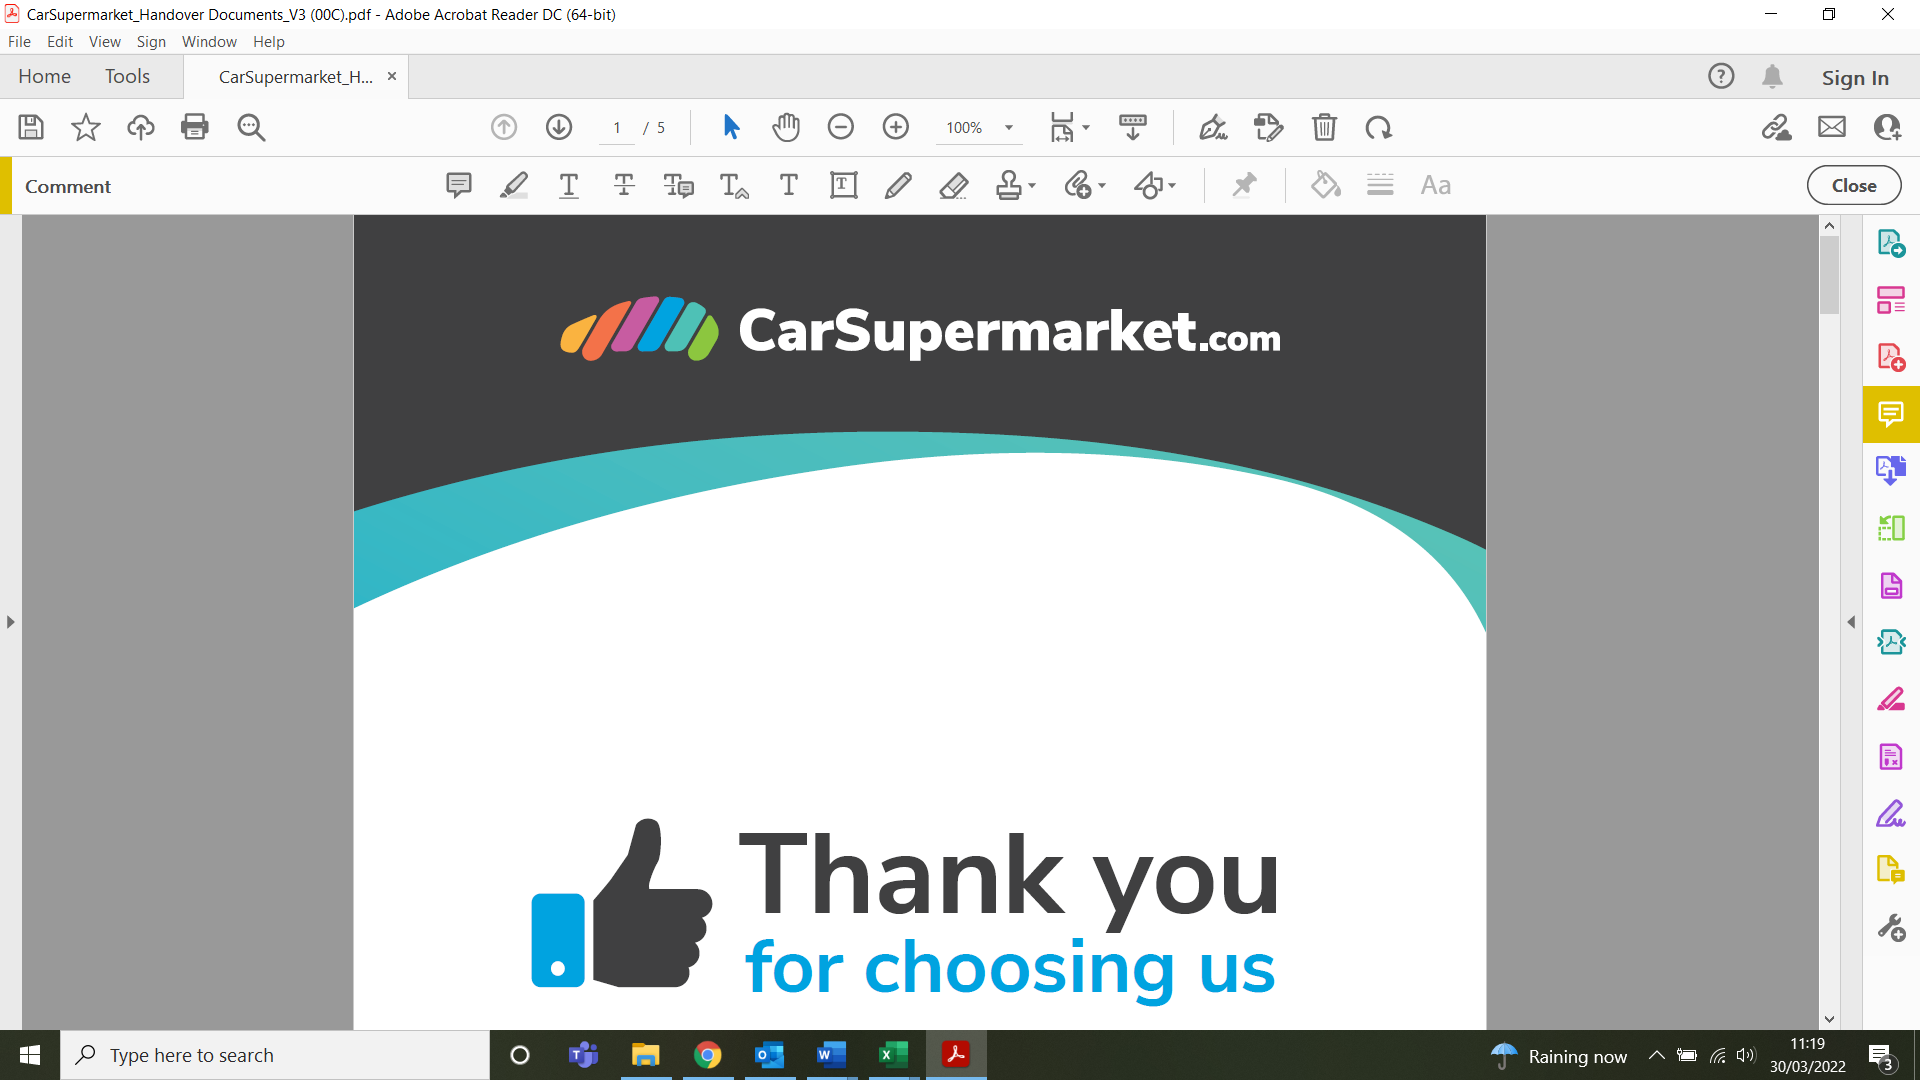 CarSupermarket_Handover Documents_V3 (00C).pdf - Adobe Acrobat Reader DC (64-bit)
File Edit View Sign Window Help
Home Tools CarSupermarket_H... × ? Sign In
1 / 5 100%
Comment T T T T T T Aa Close
CarSupermarket.com
Thank you
for choosing us
Type here to search
Raining now
11:19
30/03/2022
3